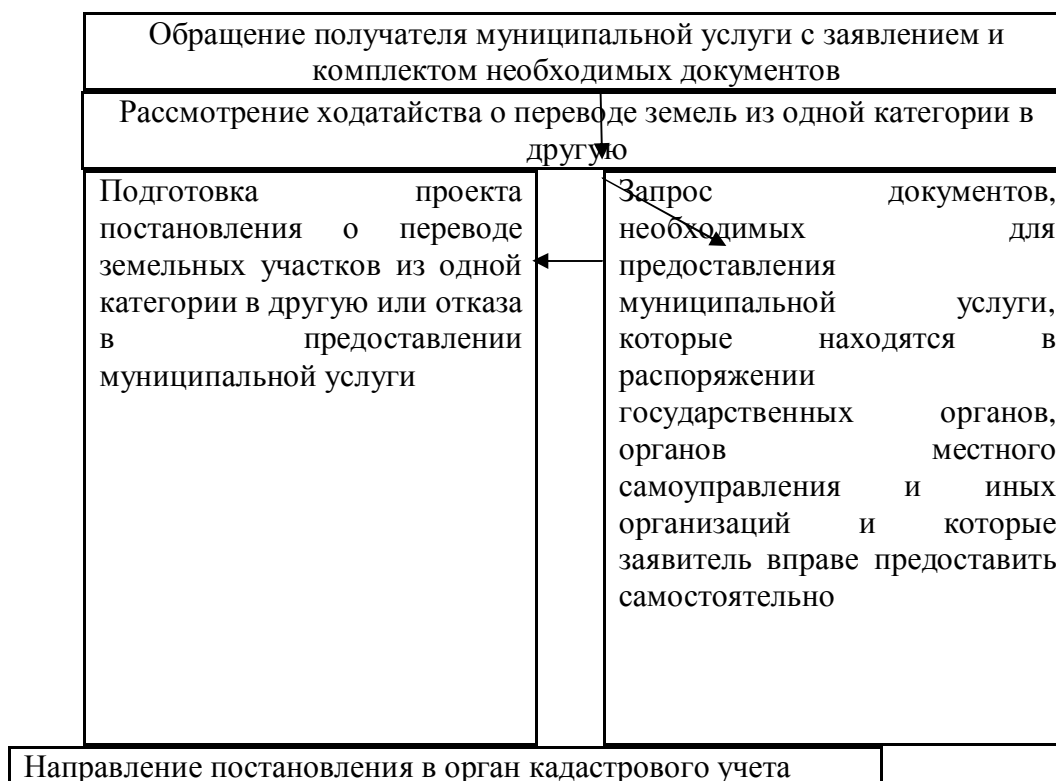 Обращение получателя муниципальной услуги с заявлением и
комплектом необходимых документов
Рассмотрение ходатайства о переводе земель из одной категории в
другую
Подготовка проекта
постановления о переводе
земельных участков из одной
категории в другую или отказа
в предоставлении
муниципальной услуги
Запрос документов,
необходимых для
предоставления
муниципальной услуги,
которые находятся в
распоряжении
государственных органов,
органов местного
самоуправления и иных
организаций и которые
заявитель вправе предоставить
самостоятельно
Направление постановления в орган кадастрового учета